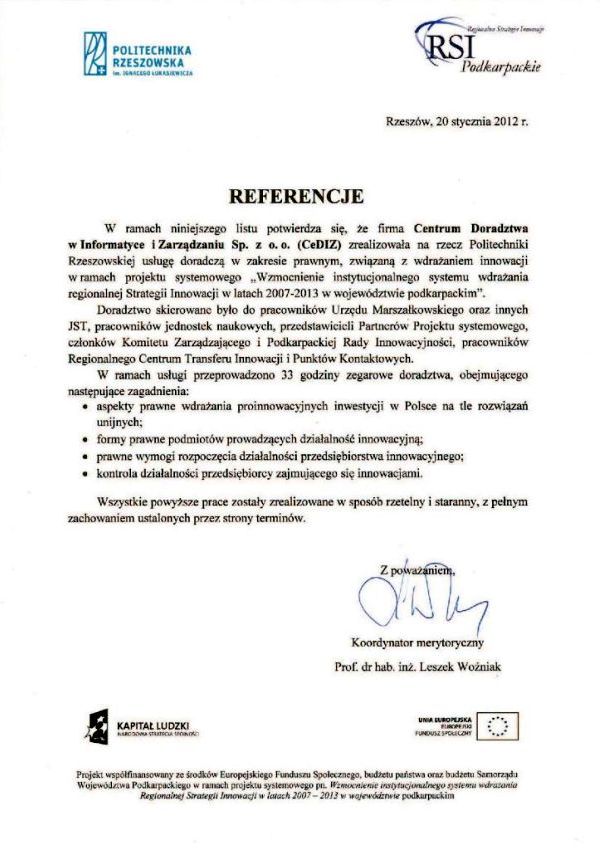 POLITECHNIKA
RZESZOWSKA
im. IGNACEGO ŁUKASIEWICZA
Regionalne Strategie Innowacji
RSI
Podkarpackie
Rzeszów, 20 stycznia 2012 r.
REFERENCJE
W ramach niniejszego listu potwierdza się, że firma Centrum Doradztwa
w Informatyce i Zarządzaniu Sp. z o. o. (CeDIZ) zrealizowała na rzecz Politechniki
Rzeszowskiej usługę doradczą w zakresie prawnym, związaną z wdrażaniem innowacji
w ramach projektu systemowego „Wzmocnienie instytucjonalnego systemu wdrażania
regionalnej Strategii Innowacji w latach 2007-2013 w województwie podkarpackim”.
Doradztwo skierowane było do pracowników Urzędu Marszałkowskiego oraz innych
JST, pracowników jednostek naukowych, przedstawicieli Partnerów Projektu systemowego,
członków Komitetu Zarządzającego i Podkarpackiej Rady Innowacyjności, pracowników
Regionalnego Centrum Transferu Innowacji i Punktów Kontaktowych.
W ramach usługi przeprowadzono 33 godziny zegarowe doradztwa, obejmującego
następujące zagadnienia:
• aspekty prawne wdrażania proinnowacyjnych inwestycji w Polsce na tle rozwiązań
unijnych;
• formy prawne podmiotów prowadzących działalność innowacyjną;
• prawne wymogi rozpoczęcia działalności przedsiębiorstwa innowacyjnego;
• kontrola działalności przedsiębiorcy zajmującego się innowacjami.
Wszystkie powyższe prace zostały zrealizowane w sposób rzetelny i staranny, z pełnym
zachowaniem ustalonych przez strony terminów.
Z poważaniem,
Koordynator merytoryczny
Prof. dr hab. inż. Leszek Woźniak
KAPITAŁ LUDZKI
NARODOWA STRATEGIA SPÓJNOŚCI
UNIA EUROPEJSKA
EUROPEJSKI
FUNDUSZ SPOŁECZNY
Projekt współfinansowany ze środków Europejskiego Funduszu Społecznego, budżetu państwa oraz budżetu Samorządu
Województwa Podkarpackiego w ramach projektu systemowego pn. Wzmocnienie instytucjonalnego systemu wdrażania
Regionalnej Strategii Innowacji w latach 2007 – 2013 w województwie podkarpackim